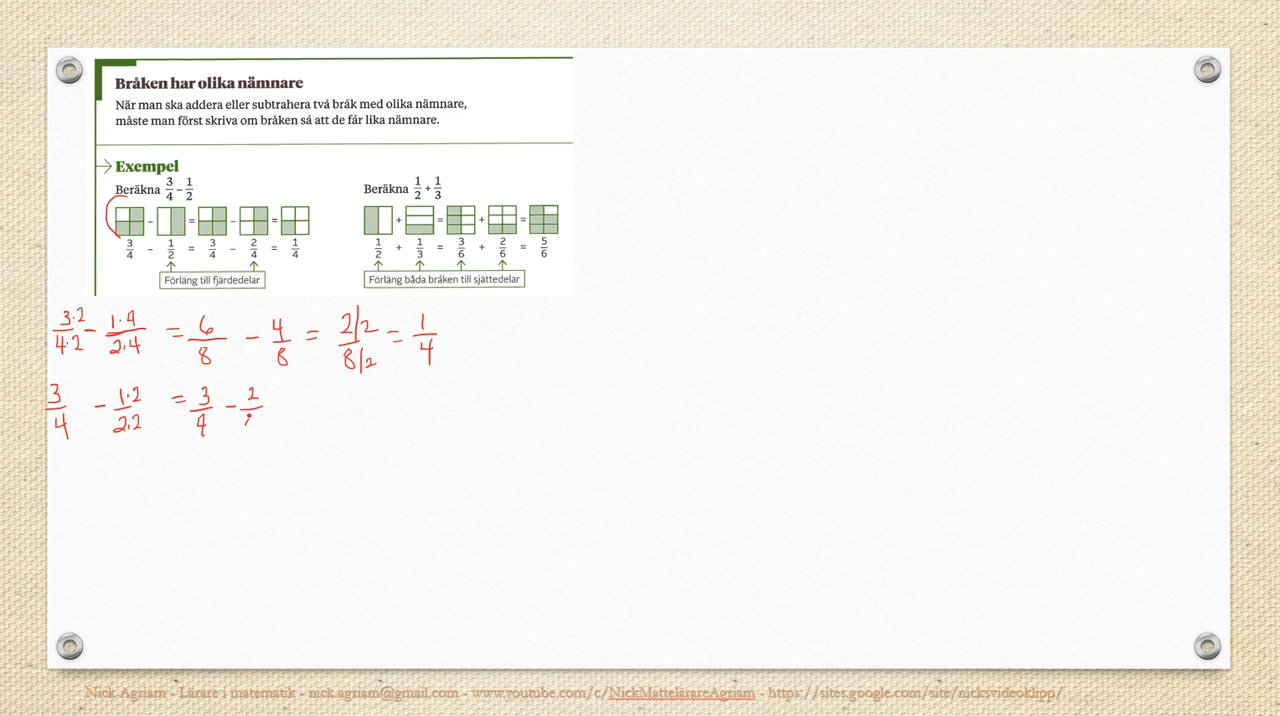 Bråken har olika nämnare
När man ska addera eller subtrahera två bråk med olika nämnare,
måste man först skriva om bråken så att de får lika nämnare.
Exempel
Beräkna 3/4 - 1/2
- = - =
3/4 - 1/2 = 3/4 - 2/4 = 1/4
Förläng till fjärdedelar
Beräkna 1/2 + 1/3
+ = + =
1/2 + 1/3 = 3/6 + 2/6 = 5/6
Förläng båda bråken till sjättedelar
3·2/4·2 - 1·4/2·4 = 6/8 - 4/8 = 2/2/8/2 = 1/4
3/4 - 1·2/2·2 = 3/4 - 2/
Nick Agriam - Lärare i matematik - nick.agriam@gmail.com - www.youtube.com/c/NickMattelärareAgriam - https://sites.google.com/site/nicksvideoklipp/